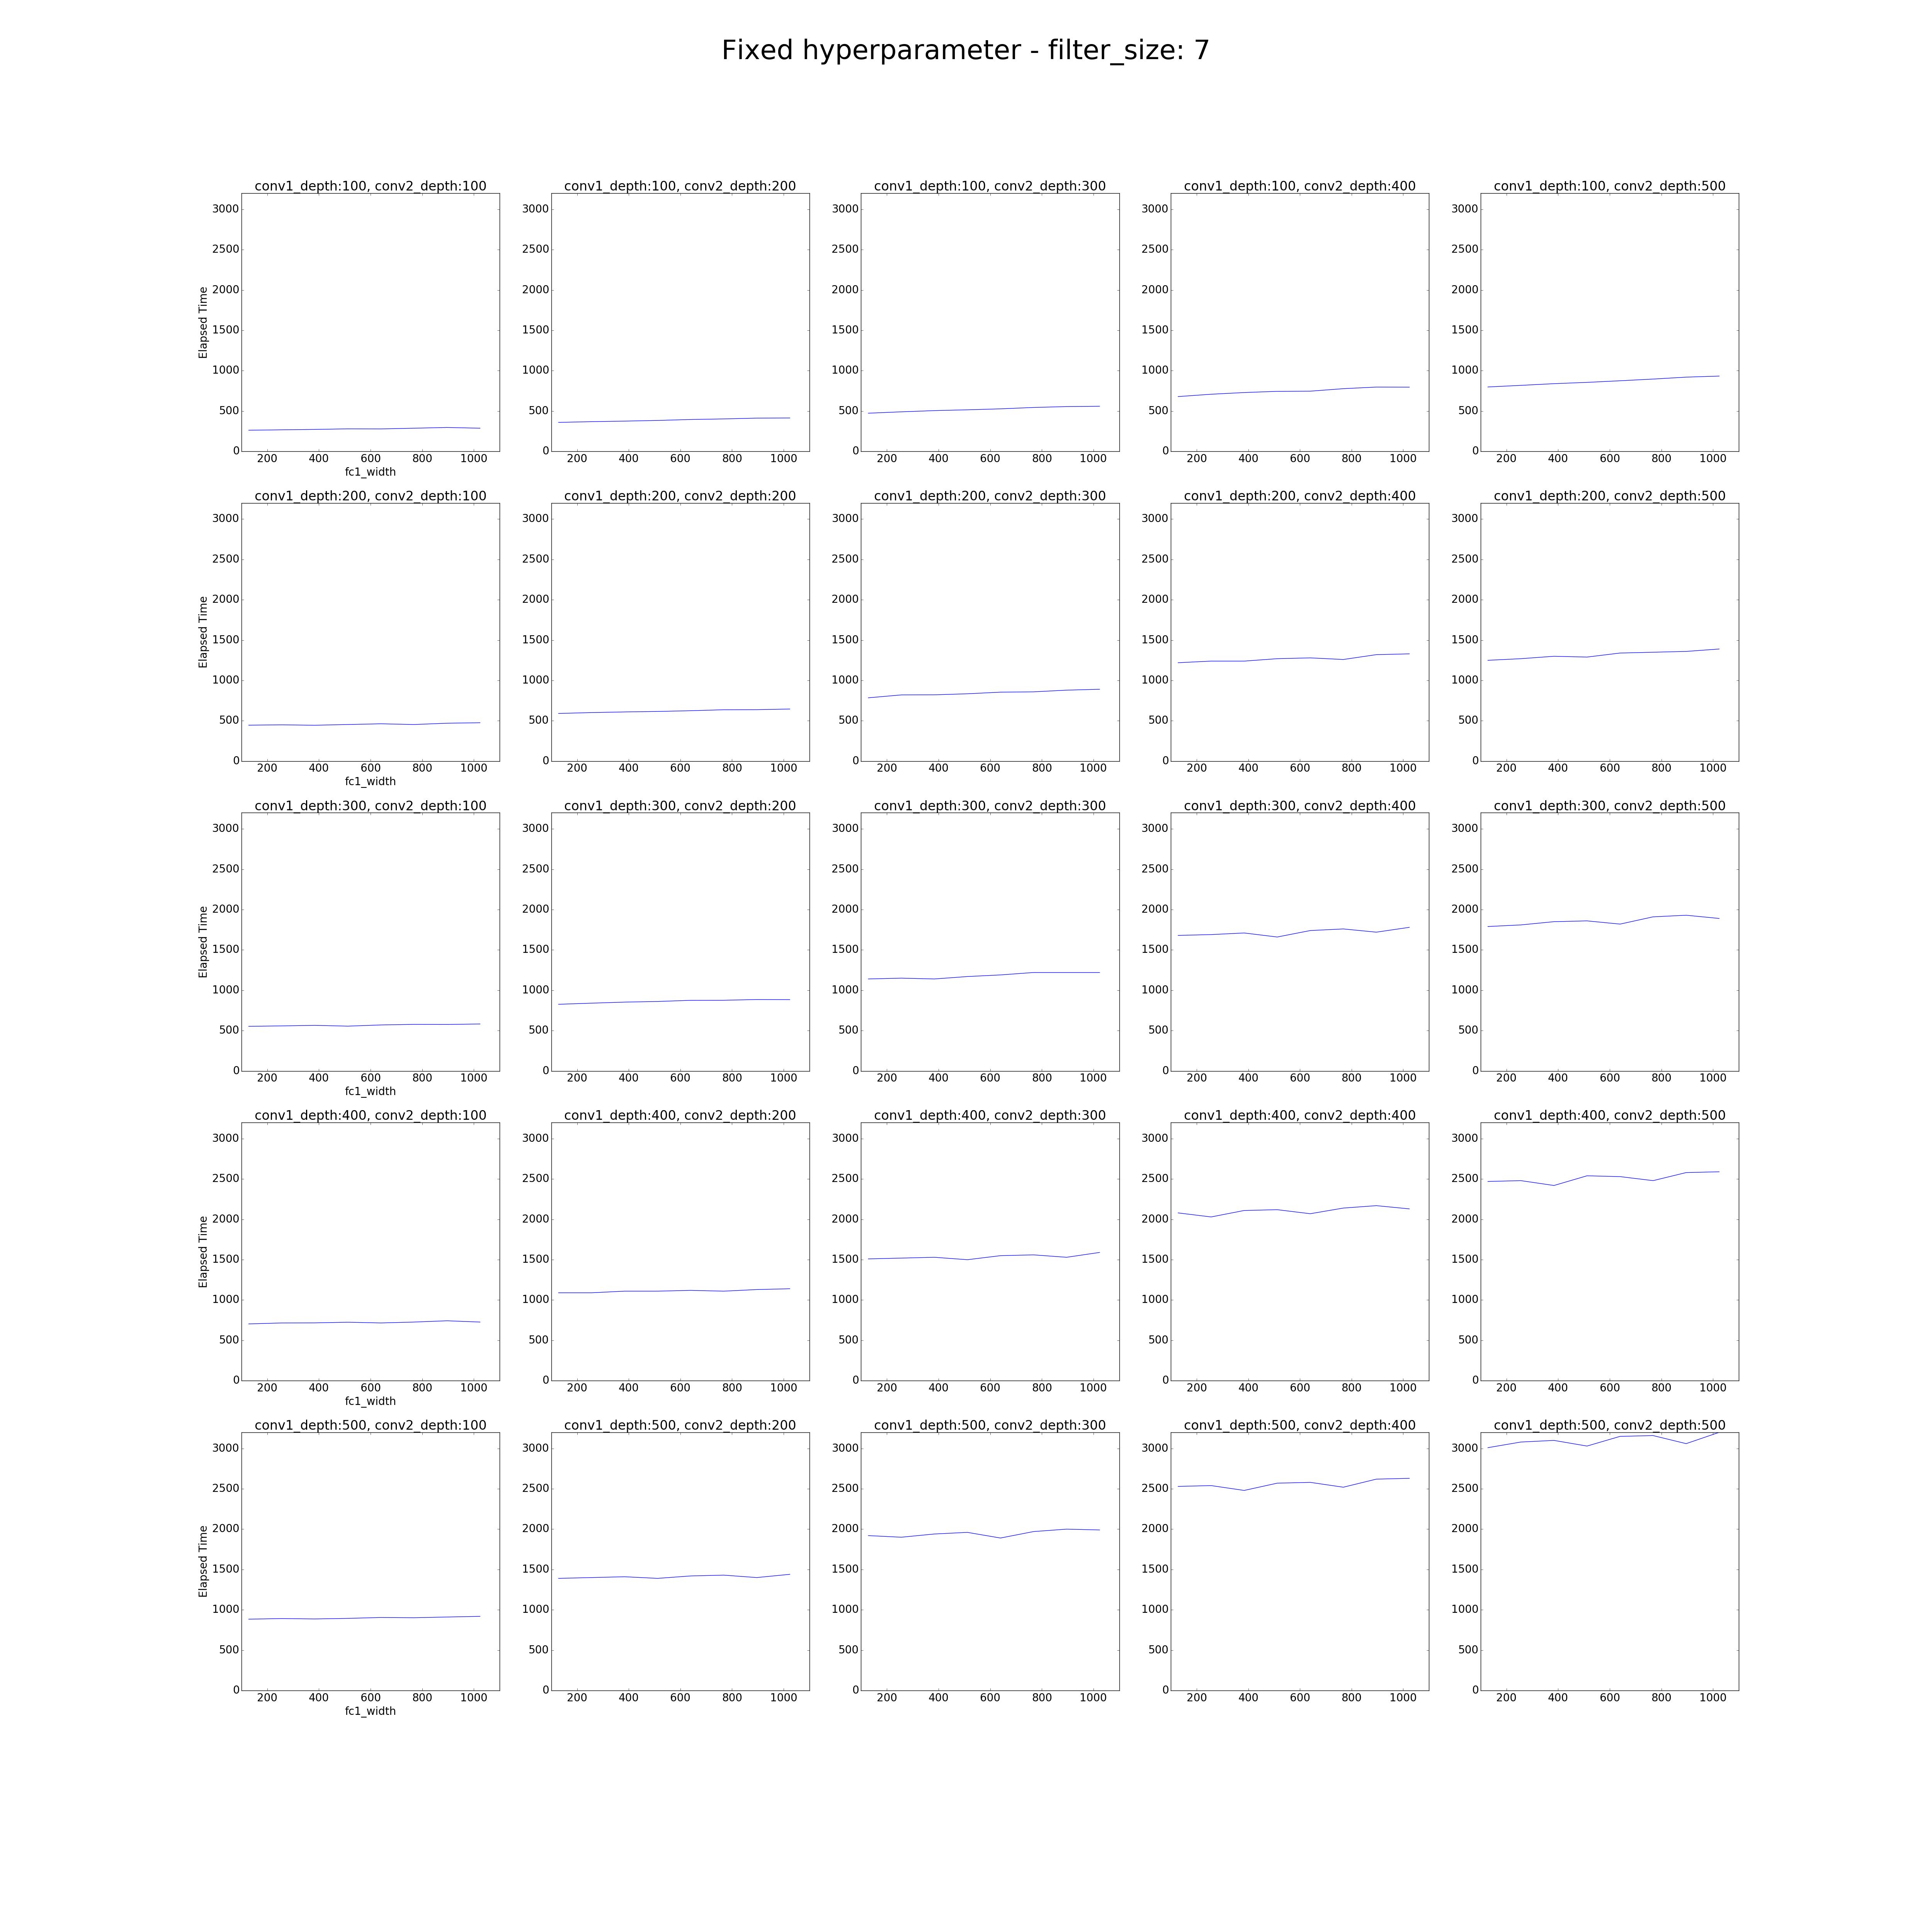 Fixed hyperparameter - filter_size: 7
conv1_depth:100, conv2_depth:100 conv1_depth:100, conv2_depth:200 conv1_depth:100, conv2_depth:300 conv1_depth:100, conv2_depth:400 conv1_depth:100, conv2_depth:500
3000 3000 3000 3000 3000
2500 2500 2500 2500 2500
2000 2000 2000 2000 2000
Elapsed Time
1500 1500 1500 1500 1500
1000 1000 1000 1000 1000
500 500 500 500 500
0 0 0 0 0
200 400 600 800 1000 200 400 600 800 1000 200 400 600 800 1000 200 400 600 800 1000 200 400 600 800 1000
fc1_width
conv1_depth:200, conv2_depth:100 conv1_depth:200, conv2_depth:200 conv1_depth:200, conv2_depth:300 conv1_depth:200, conv2_depth:400 conv1_depth:200, conv2_depth:500
3000 3000 3000 3000 3000
2500 2500 2500 2500 2500
2000 2000 2000 2000 2000
Elapsed Time
1500 1500 1500 1500 1500
1000 1000 1000 1000 1000
500 500 500 500 500
0 0 0 0 0
200 400 600 800 1000 200 400 600 800 1000 200 400 600 800 1000 200 400 600 800 1000 200 400 600 800 1000
fc1_width
conv1_depth:300, conv2_depth:100 conv1_depth:300, conv2_depth:200 conv1_depth:300, conv2_depth:300 conv1_depth:300, conv2_depth:400 conv1_depth:300, conv2_depth:500
3000 3000 3000 3000 3000
2500 2500 2500 2500 2500
2000 2000 2000 2000 2000
Elapsed Time
1500 1500 1500 1500 1500
1000 1000 1000 1000 1000
500 500 500 500 500
0 0 0 0 0
200 400 600 800 1000 200 400 600 800 1000 200 400 600 800 1000 200 400 600 800 1000 200 400 600 800 1000
fc1_width
conv1_depth:400, conv2_depth:100 conv1_depth:400, conv2_depth:200 conv1_depth:400, conv2_depth:300 conv1_depth:400, conv2_depth:400 conv1_depth:400, conv2_depth:500
3000 3000 3000 3000 3000
2500 2500 2500 2500 2500
2000 2000 2000 2000 2000
Elapsed Time
1500 1500 1500 1500 1500
1000 1000 1000 1000 1000
500 500 500 500 500
0 0 0 0 0
200 400 600 800 1000 200 400 600 800 1000 200 400 600 800 1000 200 400 600 800 1000 200 400 600 800 1000
fc1_width
conv1_depth:500, conv2_depth:100 conv1_depth:500, conv2_depth:200 conv1_depth:500, conv2_depth:300 conv1_depth:500, conv2_depth:400 conv1_depth:500, conv2_depth:500
3000 3000 3000 3000 3000
2500 2500 2500 2500 2500
2000 2000 2000 2000 2000
Elapsed Time
1500 1500 1500 1500 1500
1000 1000 1000 1000 1000
500 500 500 500 500
0 0 0 0 0
200 400 600 800 1000 200 400 600 800 1000 200 400 600 800 1000 200 400 600 800 1000 200 400 600 800 1000
fc1_width